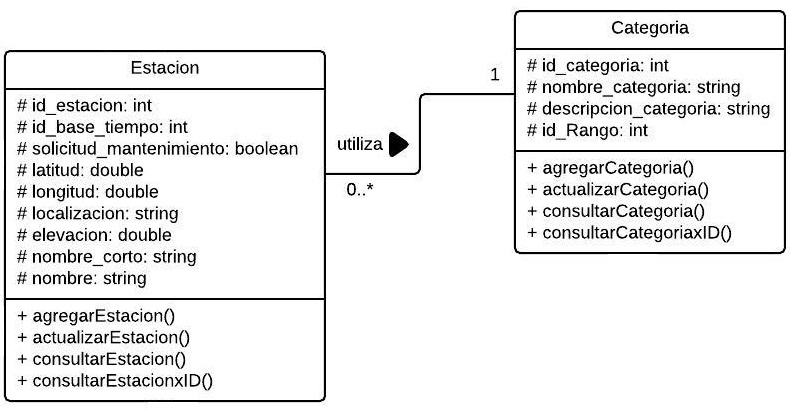 Estacion
# id_estacion: int
# id_base_tiempo: int
# solicitud_mantenimiento: boolean
# latitud: double
# longitud: double
# localizacion: string
# elevacion: double
# nombre_corto: string
# nombre: string
+ agregarEstacion()
+ actualizarEstacion()
+ consultarEstacion()
+ consultarEstacionxID()
utiliza
0..*
1
Categoria
# id_categoria: int
# nombre_categoria: string
# descripcion_categoria: string
# id_Rango: int
+ agregarCategoria()
+ actualizarCategoria()
+ consultarCategoria()
+ consultarCategoriaxID()